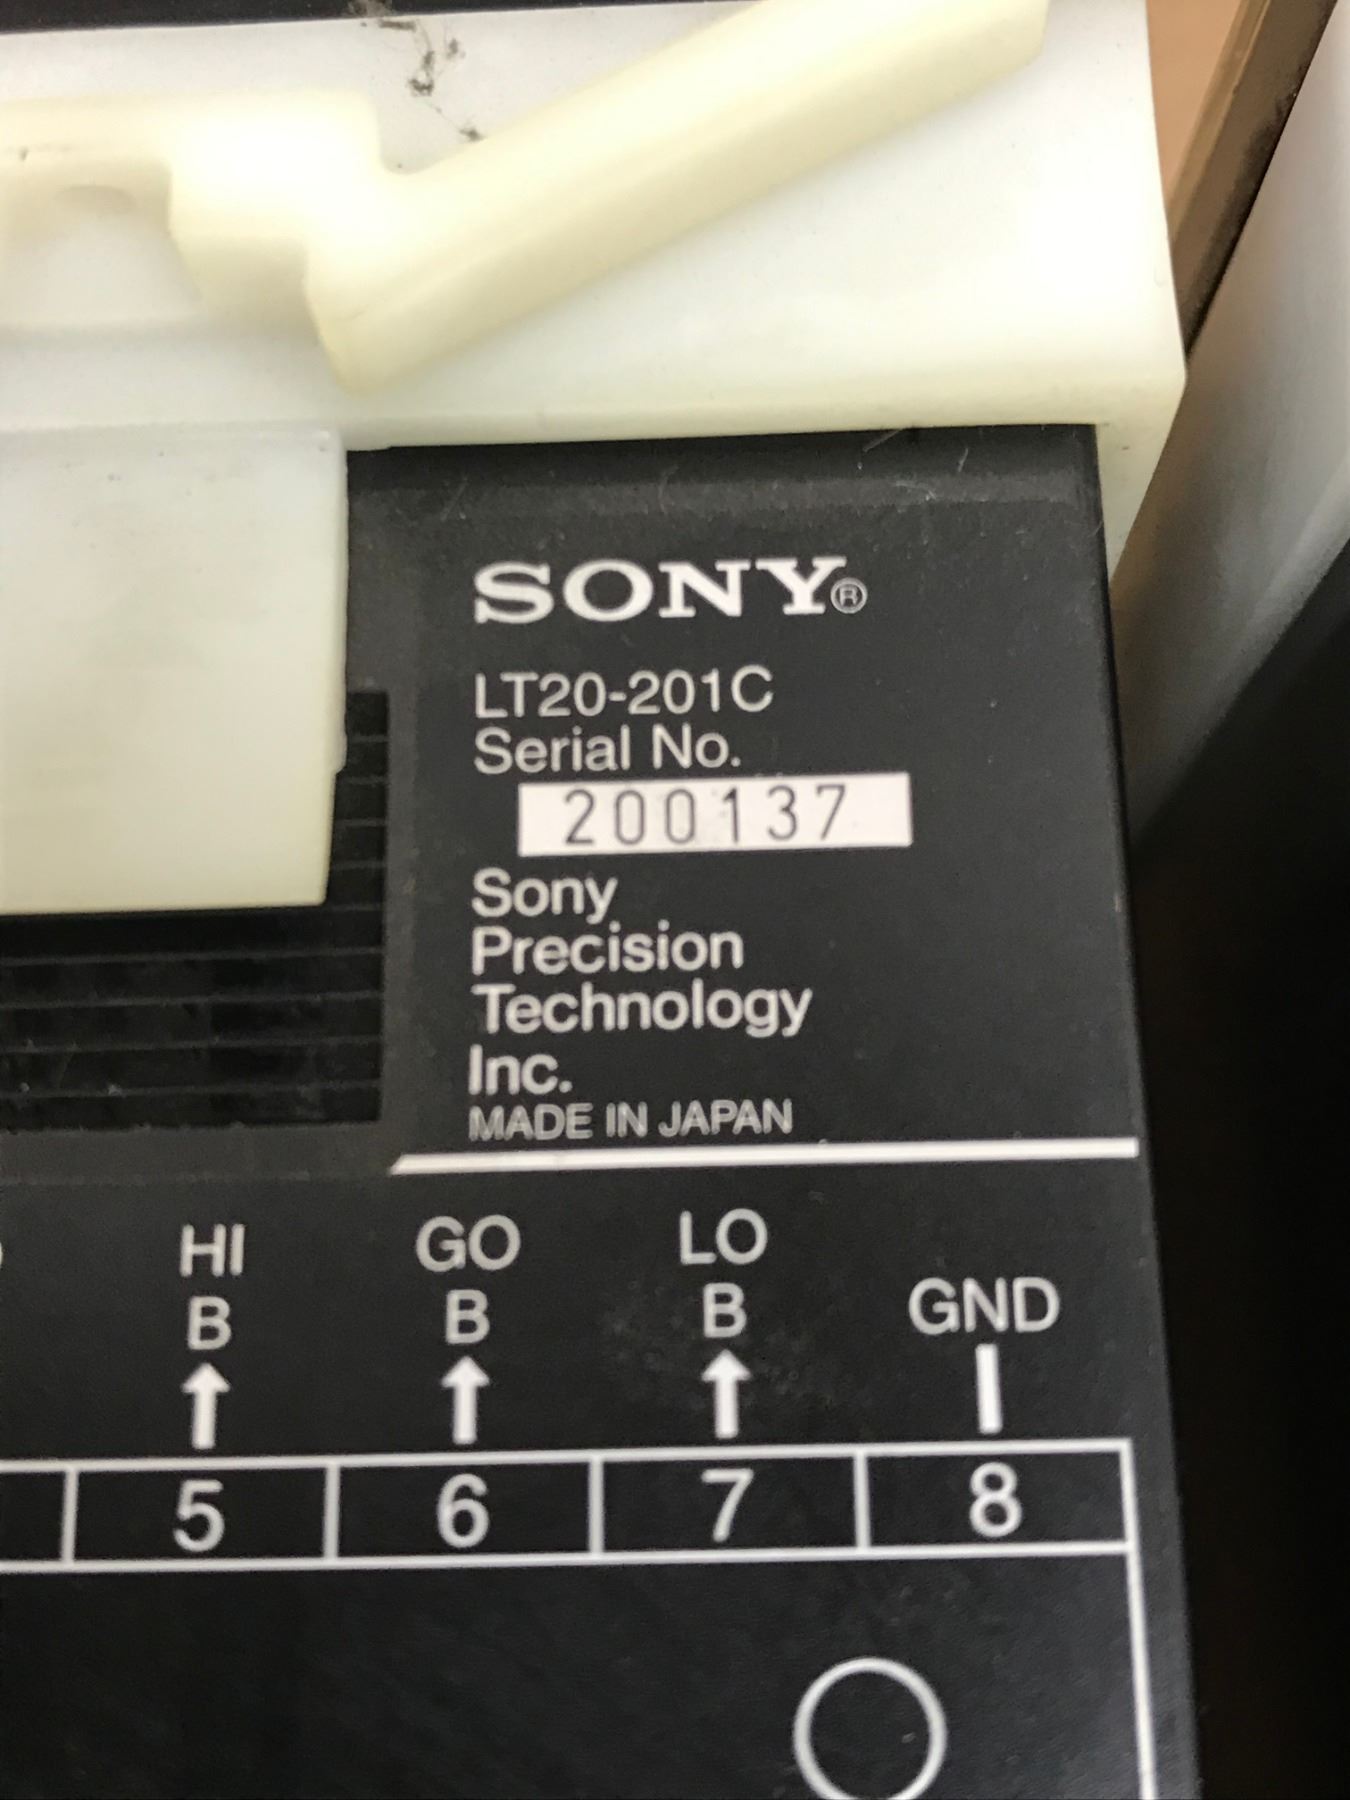 SONY®
LT20-201C
Serial No.
200137
Sony
Precision
Technology
Inc.
MADE IN JAPAN
HI GO LO
B B B GND
5 6 7 8